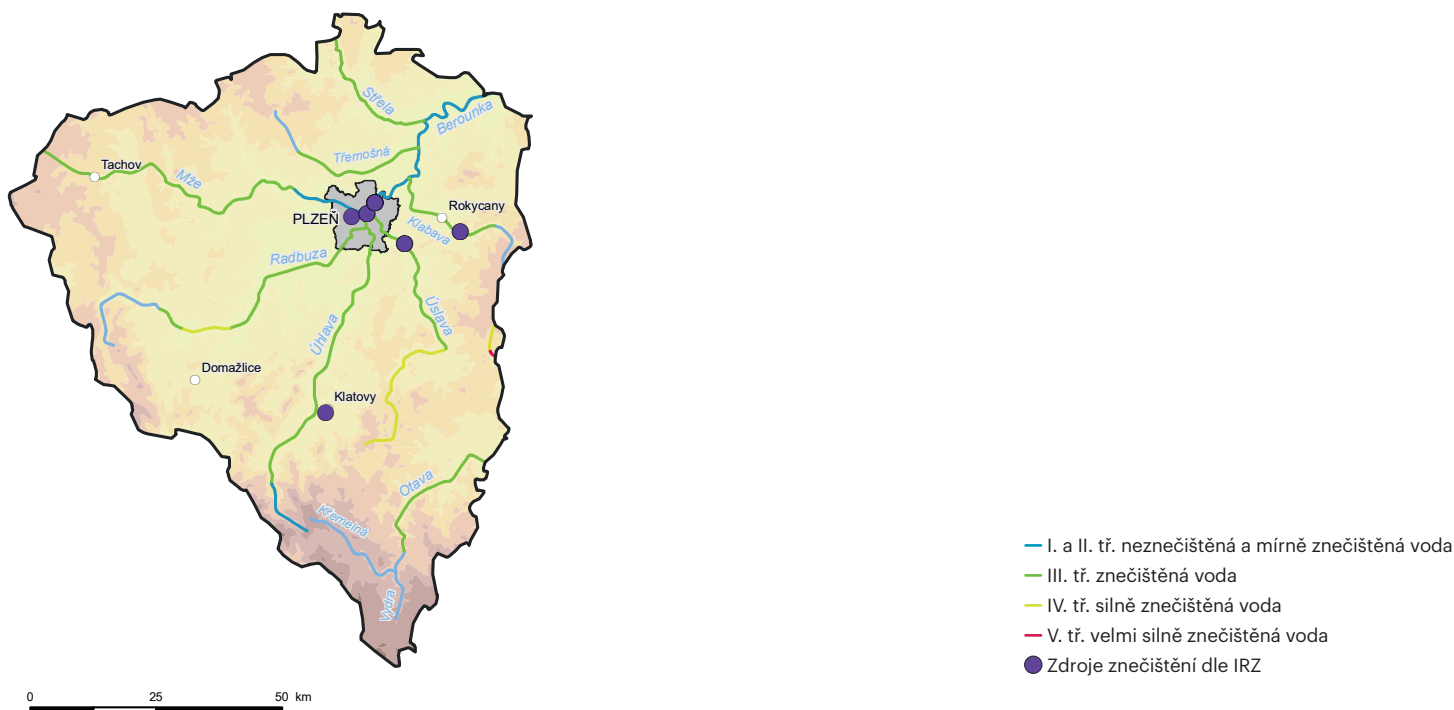 Střela
Berounka
Třemošná
Tachov
Mže
Rokycany
PLZEŇ
Klabava
Radbuza
Úslava
Úhlava
Domažlice
Klatovy
Otava
Křemelná
Vydra
I. a II. tř. neznečištěná a mírně znečištěná voda
III. tř. znečištěná voda
IV. tř. silně znečištěná voda
V. tř. velmi silně znečištěná voda
Zdroje znečištění dle IRZ
0 25 50 km